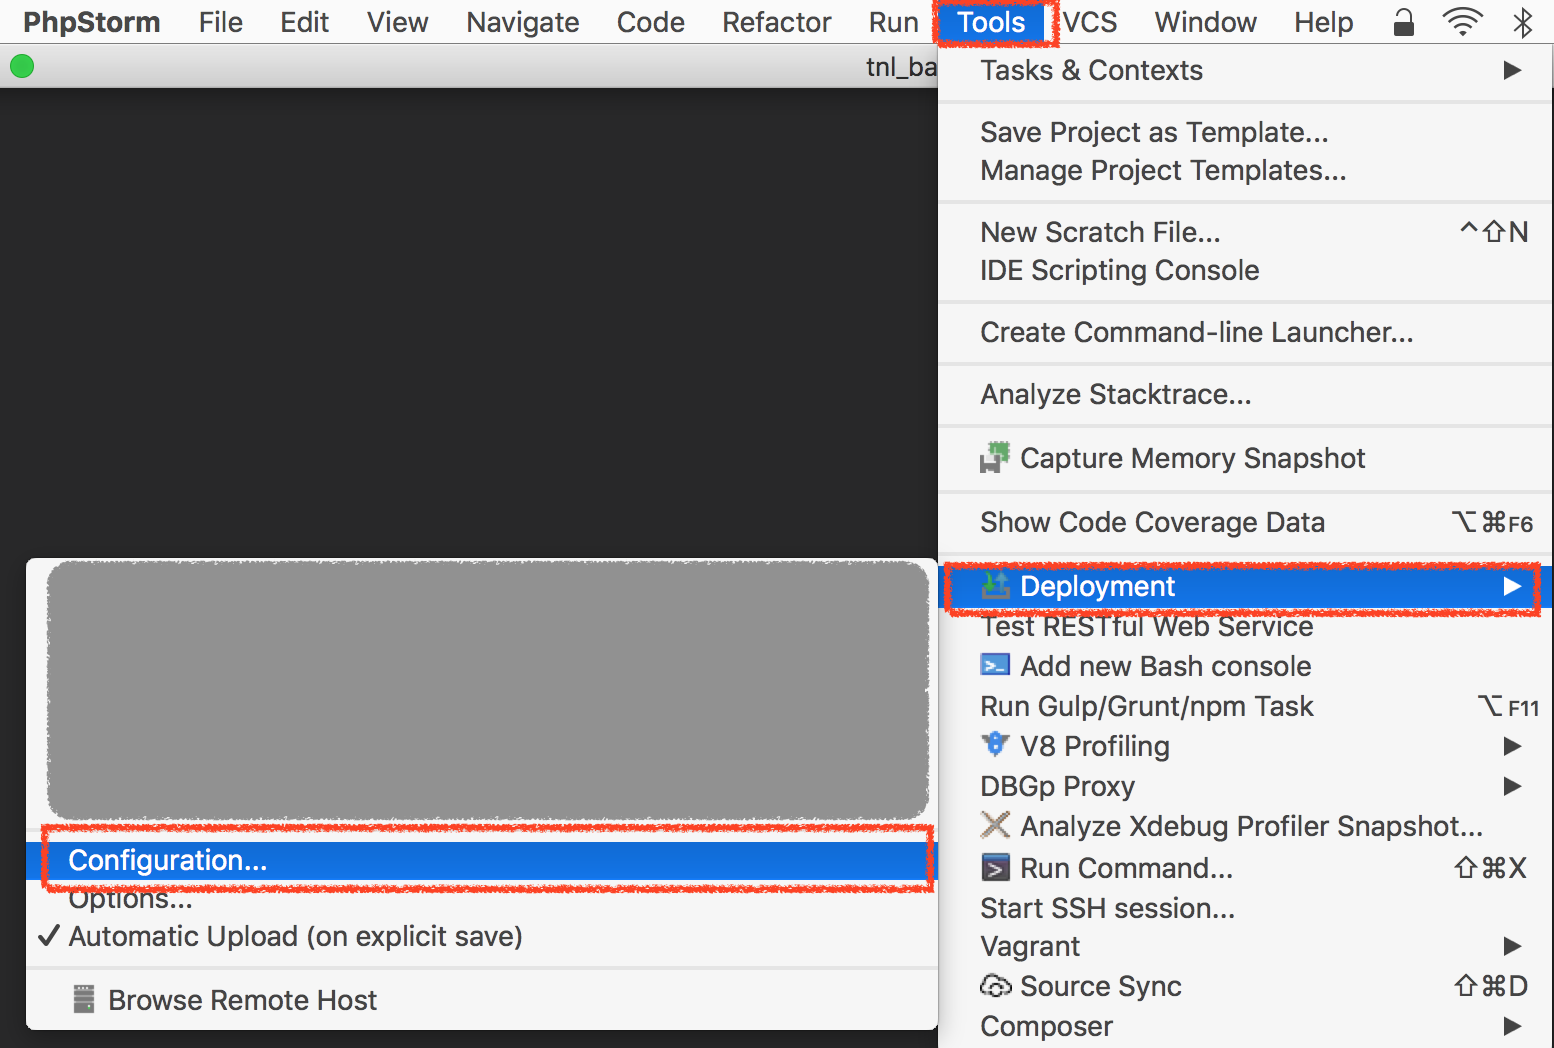 PhpStorm File Edit View Navigate Code Refactor Run Tools VCS Window Help
tnl_ba
Tasks & Contexts
Save Project as Template...
Manage Project Templates...
New Scratch File... ^⇧N
IDE Scripting Console
Create Command-line Launcher...
Analyze Stacktrace...
Capture Memory Snapshot
Show Code Coverage Data ⌥⌘F6
Deployment
Test RESTful Web Service
Add new Bash console
Run Gulp/Grunt/npm Task ⌥F11
V8 Profiling
DBGp Proxy
Analyze Xdebug Profiler Snapshot...
Run Command... ⇧⌘X
Start SSH session...
Vagrant
Source Sync ⇧⌘D
Composer
Configuration...
Options...
✓ Automatic Upload (on explicit save)
Browse Remote Host